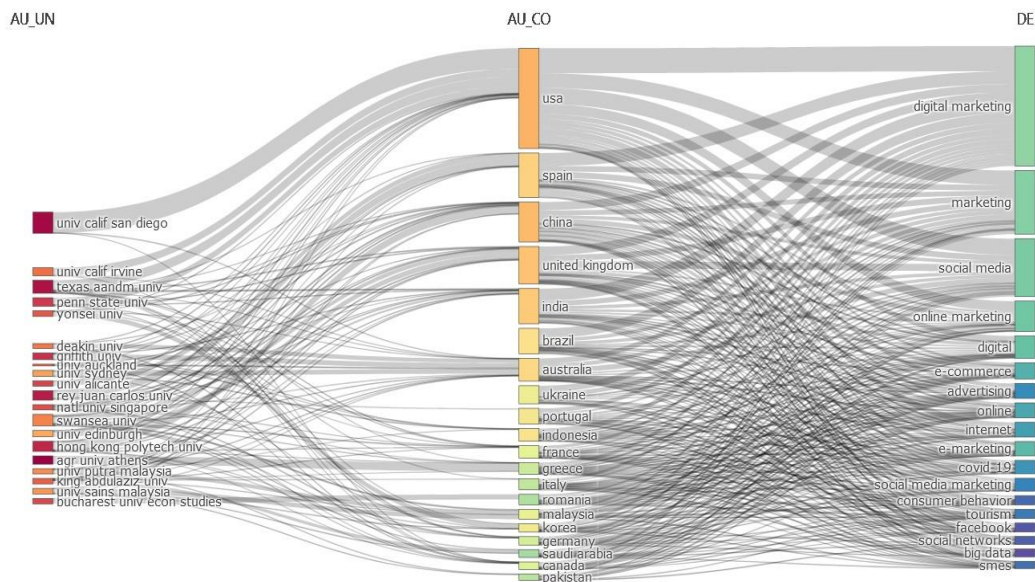 AU_UN
AU_CO
DE
univ calif san diego
univ calif irvine
texas aandm univ
penn state univ
yonsei univ
deakin univ
griffith univ
univ auckland
univ sydney
univ alicante
rey juan carlos univ
natl univ singapore
swansea univ
univ edinburgh
hong kong polytech univ
agr univ athens
univ putra malaysia
king abdulaziz univ
univ sains malaysia
bucharest univ econ studies
usa
spain
china
united kingdom
india
brazil
australia
ukraine
portugal
indonesia
france
greece
italy
romania
malaysia
korea
germany
saudi arabia
canada
pakistan
digital marketing
marketing
social media
online marketing
digital
e-commerce
advertising
online
internet
e-marketing
covid-19
social media marketing
consumer behavior
tourism
facebook
social networks
big data
smes